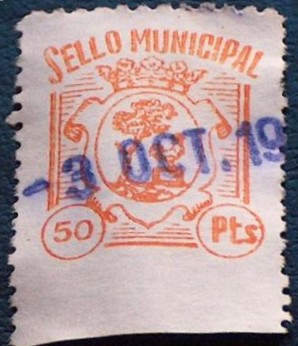 SELLO MUNICIPAL
- 3 OCT. 19
50 Pts